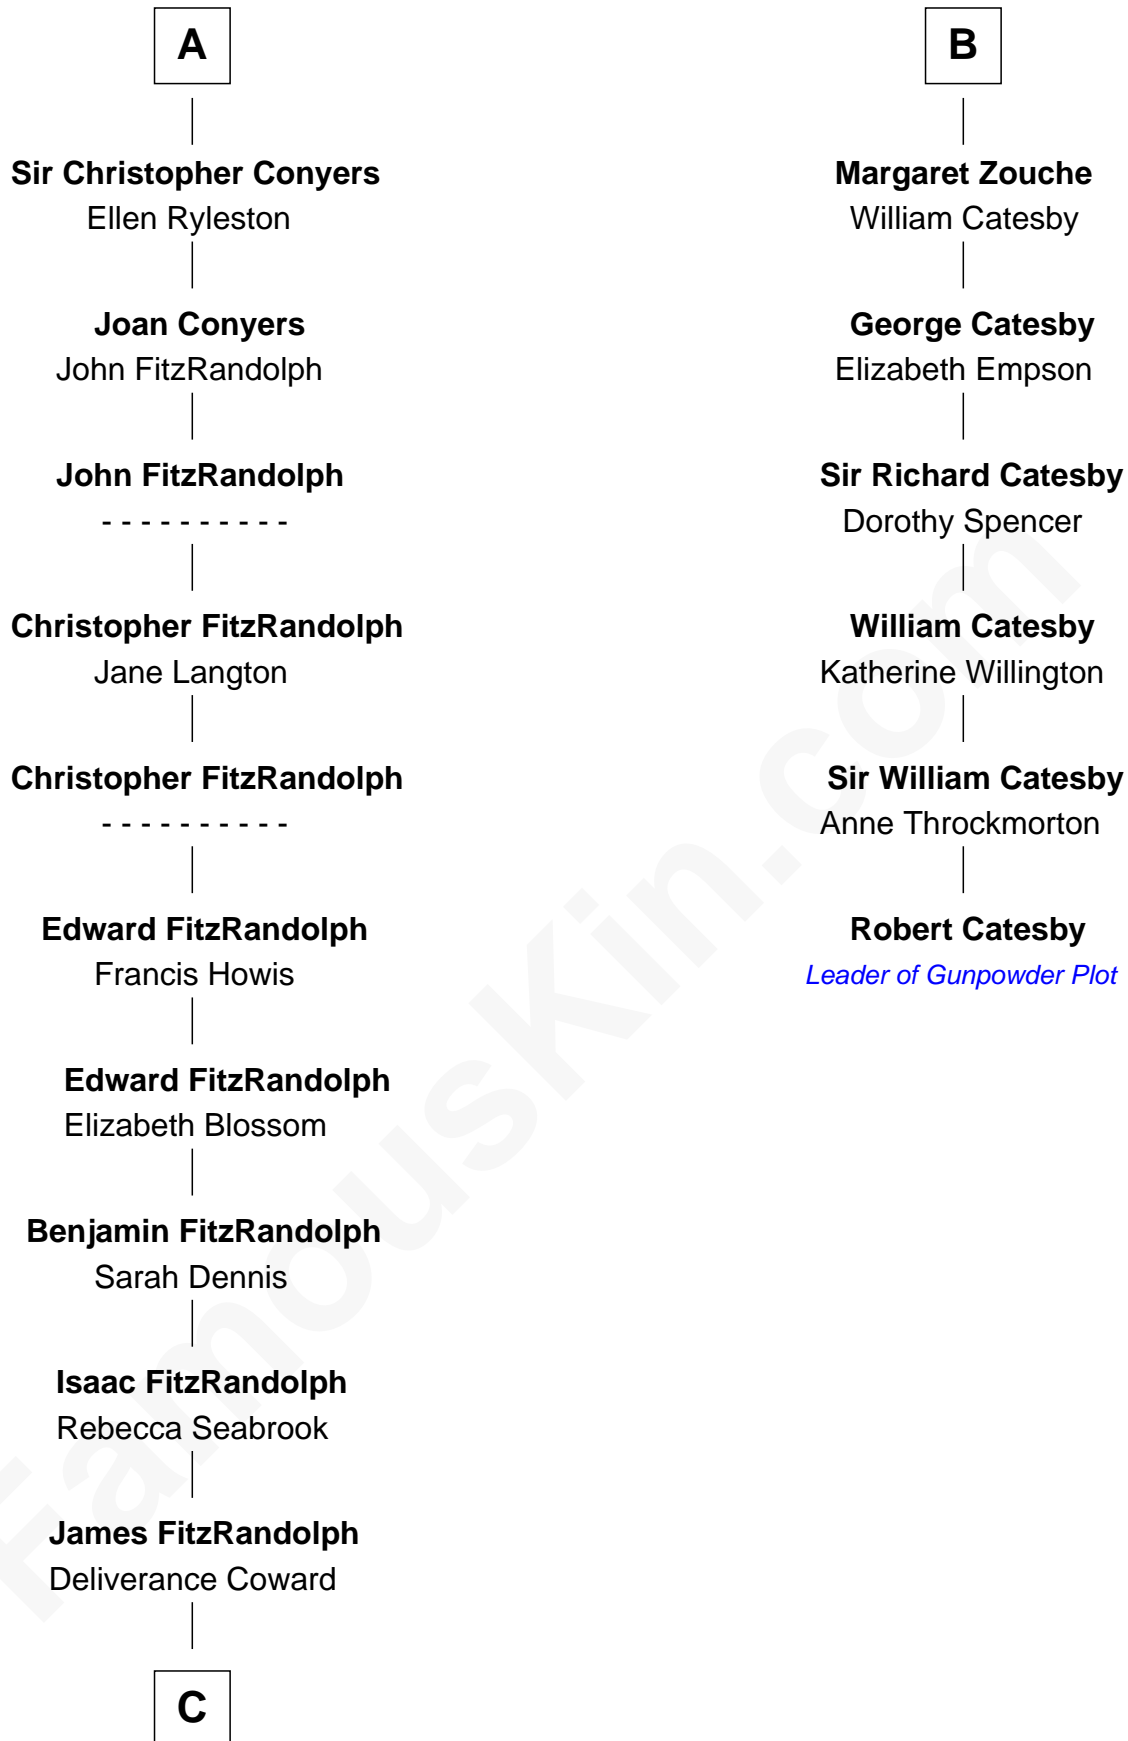 A
Sir Christopher Conyers
Ellen Ryleston
Joan Conyers
John FitzRandolph
John FitzRandolph
- - - - - - - - - -
Christopher FitzRandolph
Jane Langton
Christopher FitzRandolph
- - - - - - - - - -
Edward FitzRandolph
Francis Howis
Edward FitzRandolph
Elizabeth Blossom
Benjamin FitzRandolph
Sarah Dennis
Isaac FitzRandolph
Rebecca Seabrook
James FitzRandolph
Deliverance Coward
C
B
Margaret Zouche
William Catesby
George Catesby
Elizabeth Empson
Sir Richard Catesby
Dorothy Spencer
William Catesby
Katherine Willington
Sir William Catesby
Anne Throckmorton
Robert Catesby
Leader of Gunpowder Plot
FamousKin.com